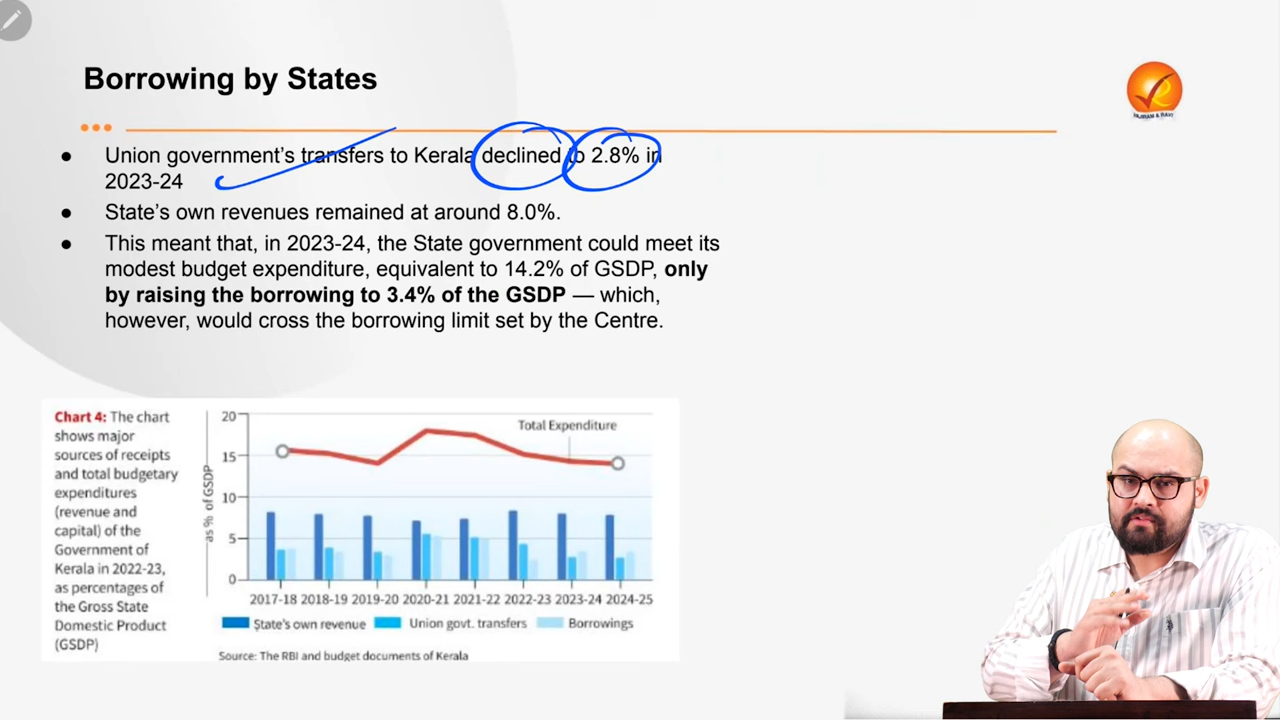 Borrowing by States
VAJIRAM & RAVI
● Union government's transfers to Kerala declined to 2.8% in
2023-24
● State's own revenues remained at around 8.0%.
● This meant that, in 2023-24, the State government could meet its
modest budget expenditure, equivalent to 14.2% of GSDP, only
by raising the borrowing to 3.4% of the GSDP — which,
however, would cross the borrowing limit set by the Centre.
Chart 4: The chart
shows major
sources of receipts
and total budgetary
expenditures
(revenue and
capital) of the
Government of
Kerala in 2022-23,
as percentages of
the Gross State
Domestic Product
(GSDP)
as % of GSDP
20
15
10
5
0
Total Expenditure
2017-18 2018-19 2019-20 2020-21 2021-22 2022-23 2023-24 2024-25
State's own revenue Union govt. transfers Borrowings
Source: The RBI and budget documents of Kerala